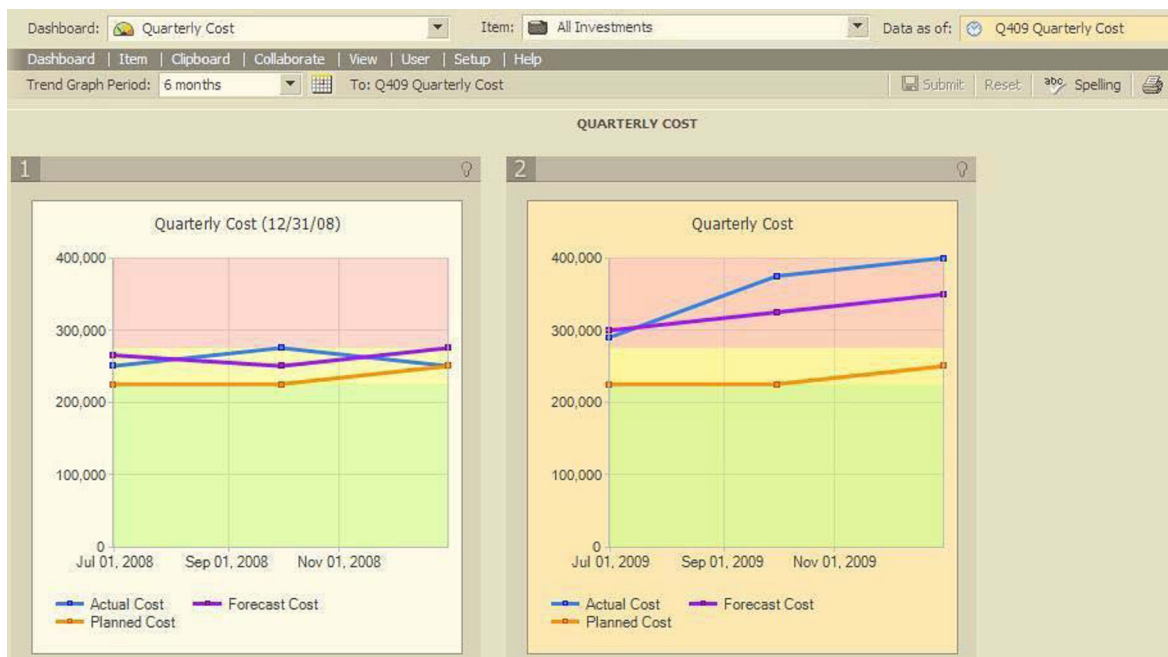 Dashboard: Quarterly Cost Item: All Investments Data as of: Q409 Quarterly Cost
Dashboard | Item | Clipboard | Collaborate | View | User | Setup | Help
Trend Graph Period: 6 months To: Q409 Quarterly Cost Submit Reset abc Spelling
QUARTERLY COST
1
Quarterly Cost (12/31/08)
400,000
300,000
200,000
100,000
0
Jul 01, 2008 Sep 01, 2008 Nov 01, 2008
Actual Cost Forecast Cost
Planned Cost
2
Quarterly Cost
400,000
300,000
200,000
100,000
0
Jul 01, 2009 Sep 01, 2009 Nov 01, 2009
Actual Cost Forecast Cost
Planned Cost